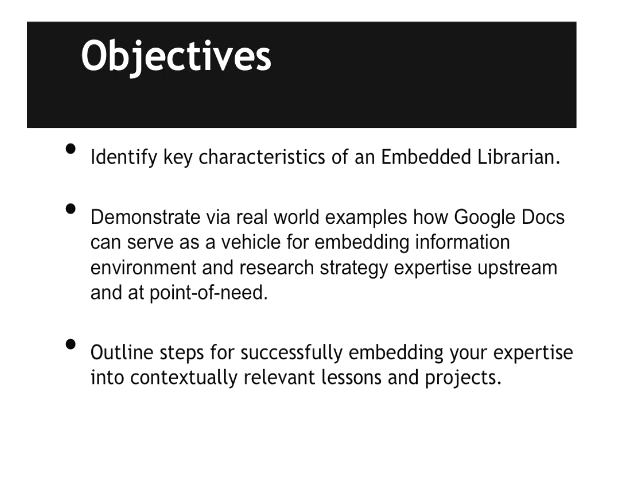 Objectives
• Identify key characteristics of an Embedded Librarian.
• Demonstrate via real world examples how Google Docs
can serve as a vehicle for embedding information
environment and research strategy expertise upstream
and at point-of-need.
• Outline steps for successfully embedding your expertise
into contextually relevant lessons and projects.